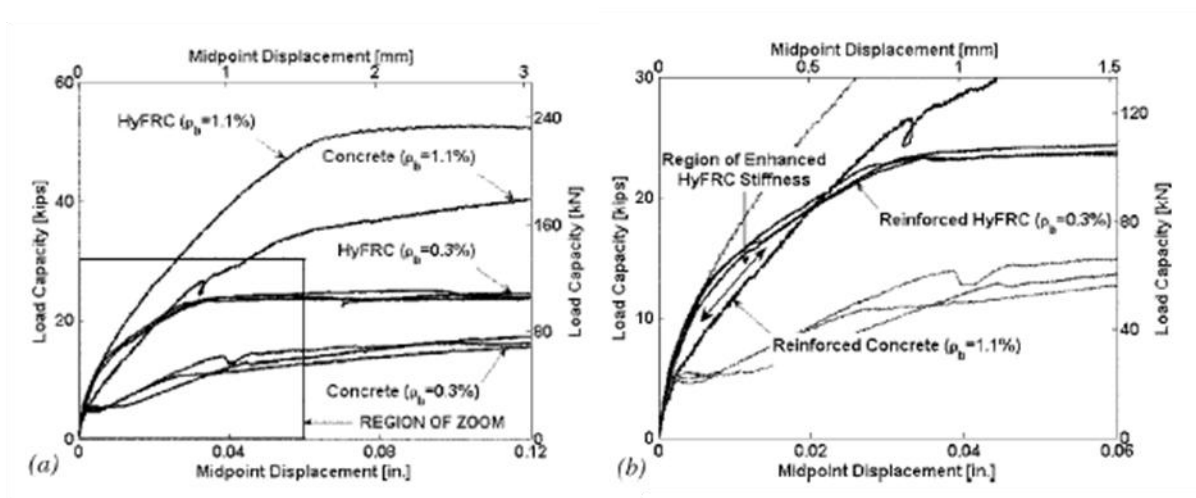 Midpoint Displacement [mm]
0 1 2 3
60
40
20
0
Load Capacity [kips]
HyFRC (ρb=1.1%)
Concrete (ρb=1.1%)
HyFRC (ρb=0.3%)
Concrete (ρb=0.3%)
REGION OF ZOOM
240
160
80
0
Load Capacity [kN]
0 0.04 0.08 0.12
Midpoint Displacement [in.]
(a)
Midpoint Displacement [mm]
0 0.5 1 1.5
30
20
10
0
Load Capacity [kips]
Region of Enhanced
HyFRC Stiffness
Reinforced HyFRC (ρb=0.3%)
Reinforced Concrete (ρb=1.1%)
120
80
40
0
Load Capacity [kN]
0 0.02 0.04 0.06
Midpoint Displacement [in.]
(b)